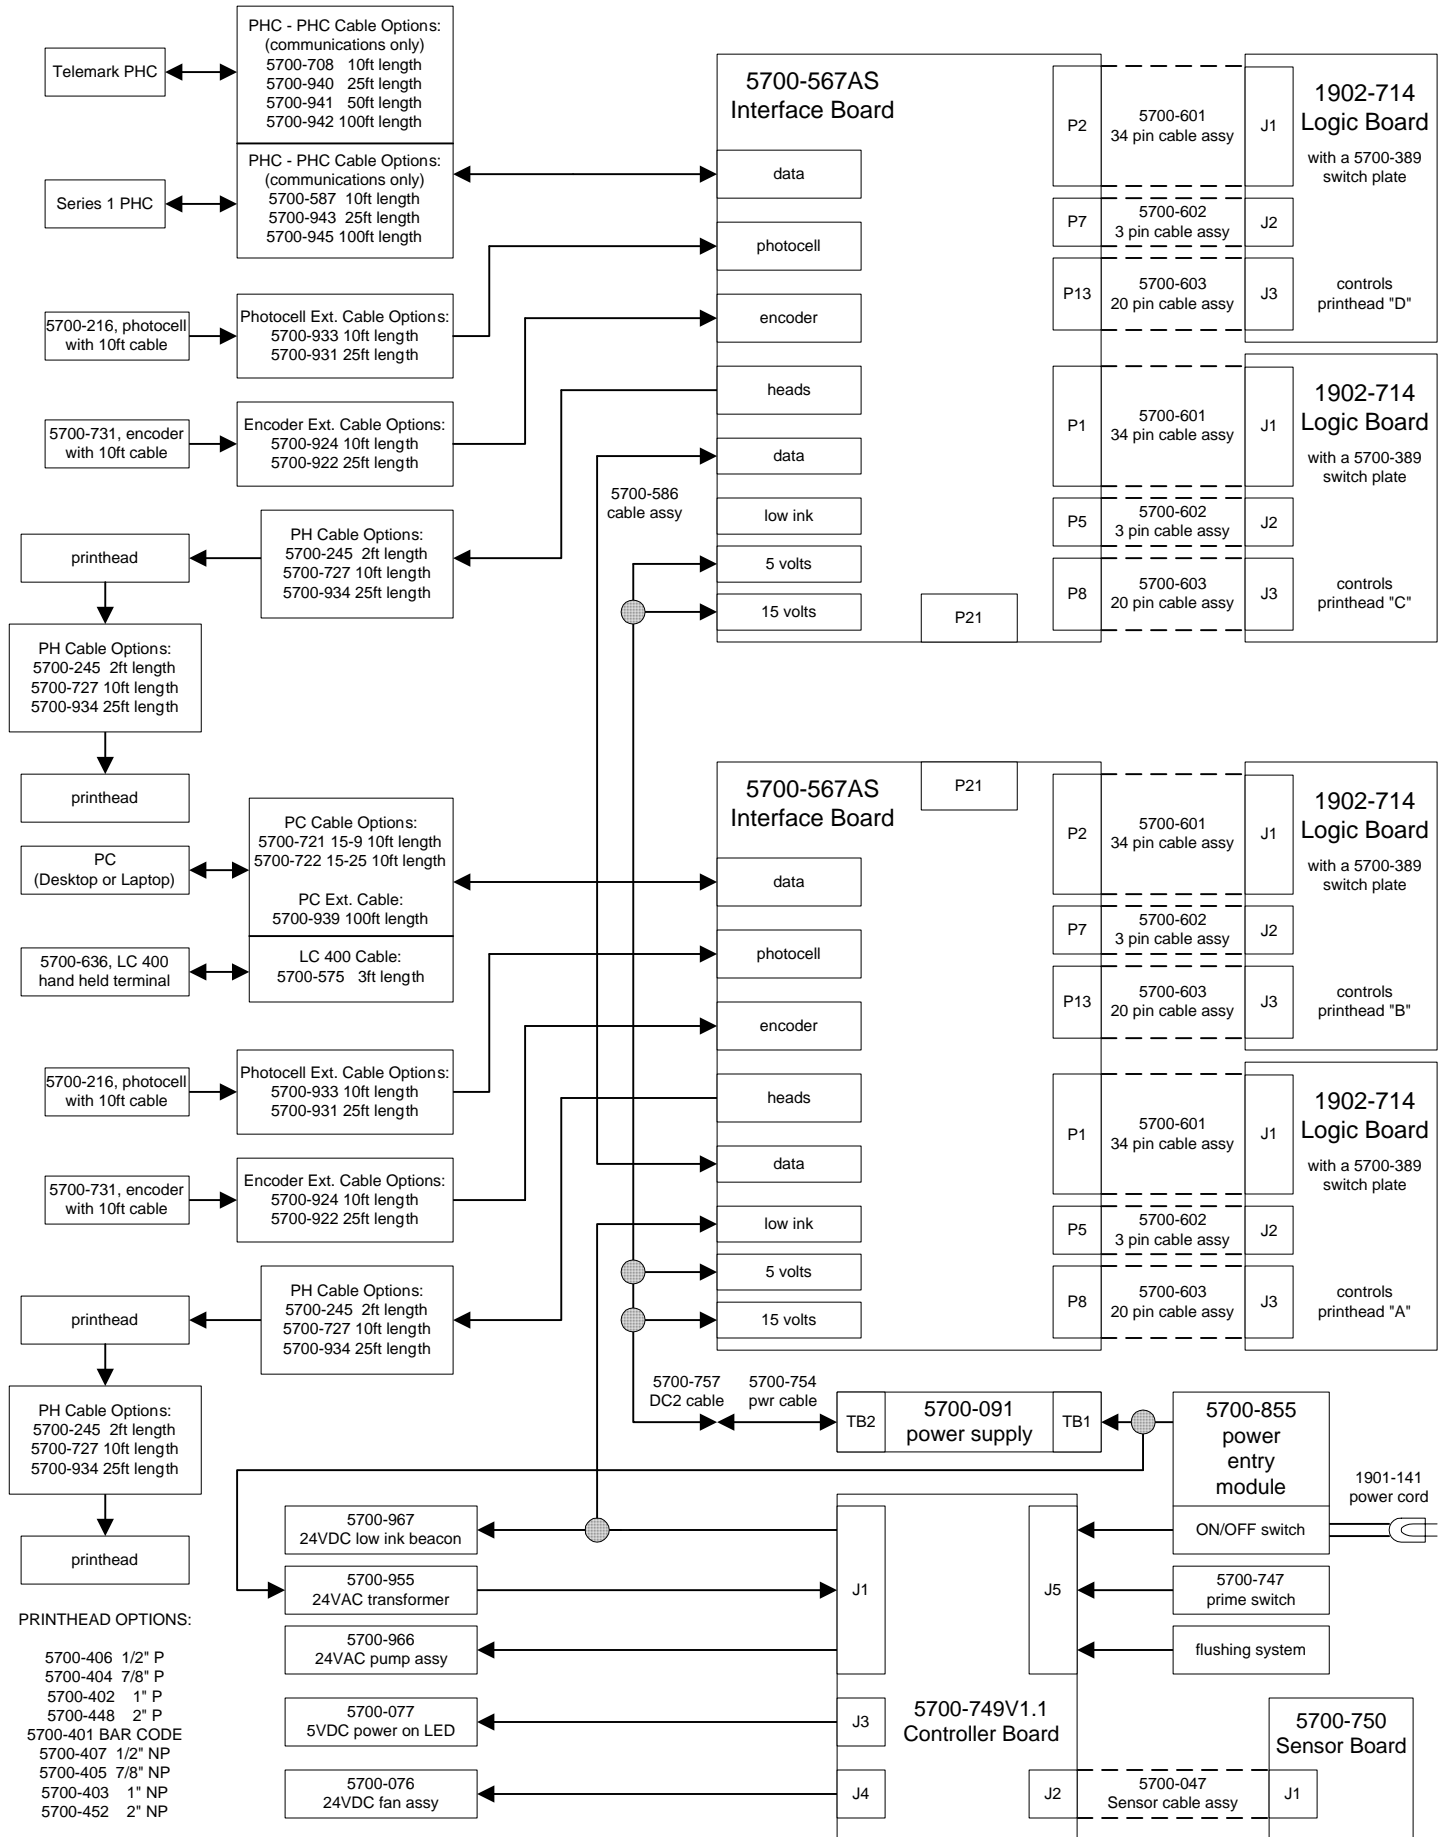 PHC - PHC Cable Options:
(communications only)
5700-708 10ft length
5700-940 25ft length
5700-941 50ft length
5700-942 100ft length
Telemark PHC
PHC - PHC Cable Options:
(communications only)
5700-587 10ft length
5700-943 25ft length
5700-945 100ft length
Series 1 PHC
5700-216, photocell
with 10ft cable
Photocell Ext. Cable Options:
5700-933 10ft length
5700-931 25ft length
5700-731, encoder
with 10ft cable
Encoder Ext. Cable Options:
5700-924 10ft length
5700-922 25ft length
printhead
PH Cable Options:
5700-245 2ft length
5700-727 10ft length
5700-934 25ft length
PH Cable Options:
5700-245 2ft length
5700-727 10ft length
5700-934 25ft length
printhead
5700-586
cable assy
5700-567AS
Interface Board
data
photocell
encoder
heads
data
low ink
5 volts
15 volts
P21
P2
5700-601
34 pin cable assy
J1
P7
5700-602
3 pin cable assy
J2
P13
5700-603
20 pin cable assy
J3
1902-714
Logic Board
with a 5700-389
switch plate
controls
printhead "D"
P1
5700-601
34 pin cable assy
J1
P5
5700-602
3 pin cable assy
J2
P8
5700-603
20 pin cable assy
J3
1902-714
Logic Board
with a 5700-389
switch plate
controls
printhead "C"
PC
(Desktop or Laptop)
PC Cable Options:
5700-721 15-9 10ft length
5700-722 15-25 10ft length
PC Ext. Cable:
5700-939 100ft length
5700-636, LC 400
hand held terminal
LC 400 Cable:
5700-575 3ft length
5700-216, photocell
with 10ft cable
Photocell Ext. Cable Options:
5700-933 10ft length
5700-931 25ft length
5700-731, encoder
with 10ft cable
Encoder Ext. Cable Options:
5700-924 10ft length
5700-922 25ft length
printhead
PH Cable Options:
5700-245 2ft length
5700-727 10ft length
5700-934 25ft length
PH Cable Options:
5700-245 2ft length
5700-727 10ft length
5700-934 25ft length
printhead
5700-567AS
Interface Board
P21
data
photocell
encoder
heads
data
low ink
5 volts
15 volts
P2
5700-601
34 pin cable assy
J1
P7
5700-602
3 pin cable assy
J2
P13
5700-603
20 pin cable assy
J3
1902-714
Logic Board
with a 5700-389
switch plate
controls
printhead "B"
P1
5700-601
34 pin cable assy
J1
P5
5700-602
3 pin cable assy
J2
P8
5700-603
20 pin cable assy
J3
1902-714
Logic Board
with a 5700-389
switch plate
controls
printhead "A"
5700-757
DC2 cable
5700-754
pwr cable
TB2
5700-091
power supply
TB1
5700-855
power
entry
module
ON/OFF switch
1901-141
power cord
5700-967
24VDC low ink beacon
5700-955
24VAC transformer
5700-966
24VAC pump assy
5700-077
5VDC power on LED
5700-076
24VDC fan assy
J1
J5
J3
J4
J2
5700-749V1.1
Controller Board
5700-747
prime switch
flushing system
5700-047
Sensor cable assy
J1
5700-750
Sensor Board
PRINTHEAD OPTIONS:
5700-406 1/2" P
5700-404 7/8" P
5700-402 1" P
5700-448 2" P
5700-401 BAR CODE
5700-407 1/2" NP
5700-405 7/8" NP
5700-403 1" NP
5700-452 2" NP